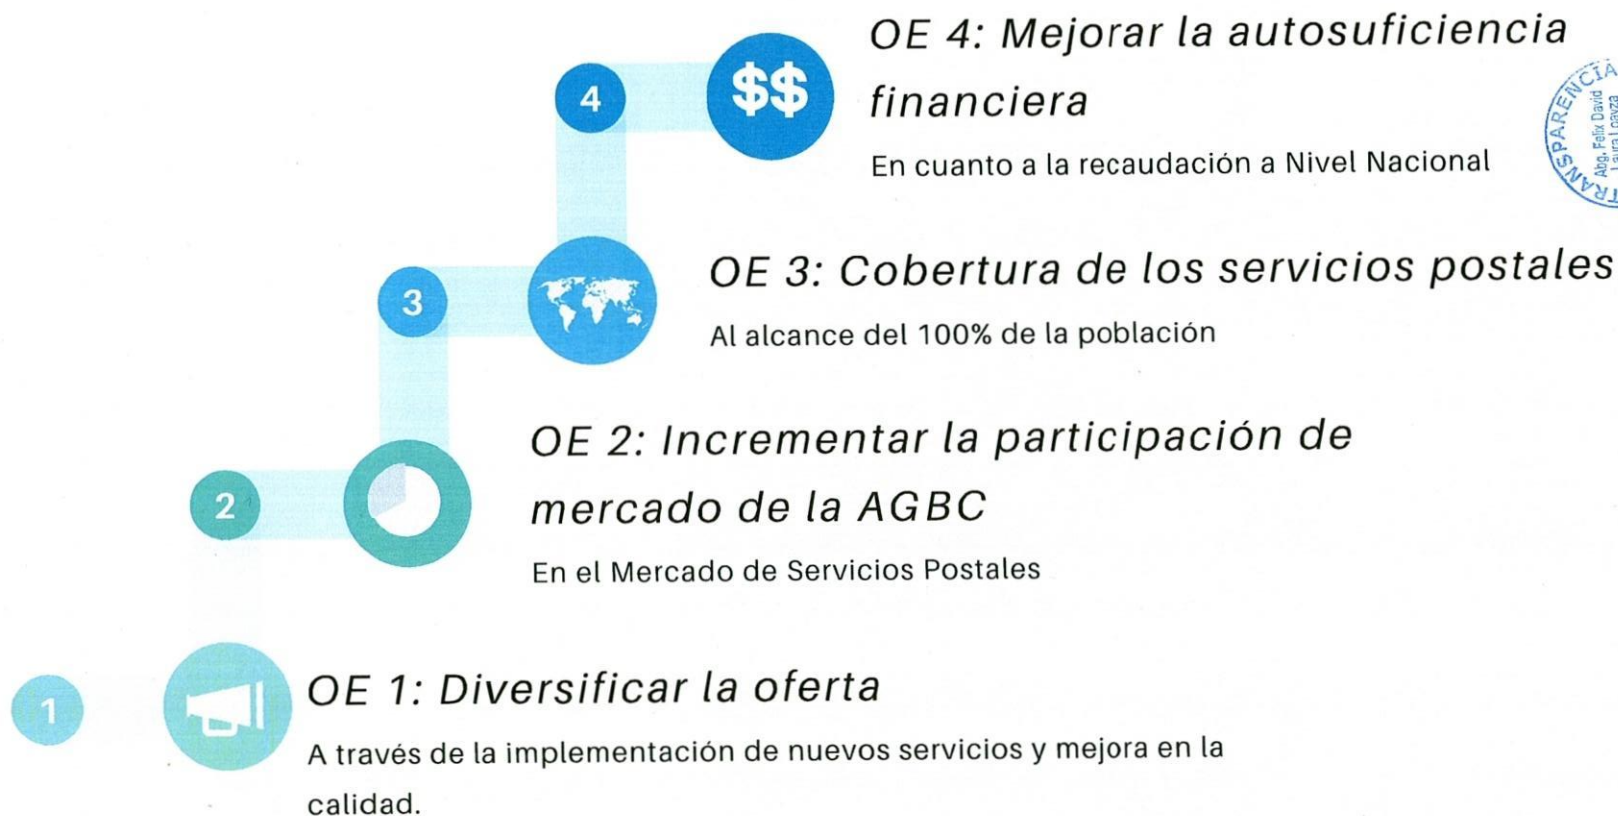 4
$$
OE 4: Mejorar la autosuficiencia
financiera
En cuanto a la recaudación a Nivel Nacional
TRANSPARENCIA
Abg. Felix David
Laura Loayza
3
OE 3: Cobertura de los servicios postales
Al alcance del 100% de la población
2
OE 2: Incrementar la participación de
mercado de la AGBC
En el Mercado de Servicios Postales
1
OE 1: Diversificar la oferta
A través de la implementación de nuevos servicios y mejora en la
calidad.